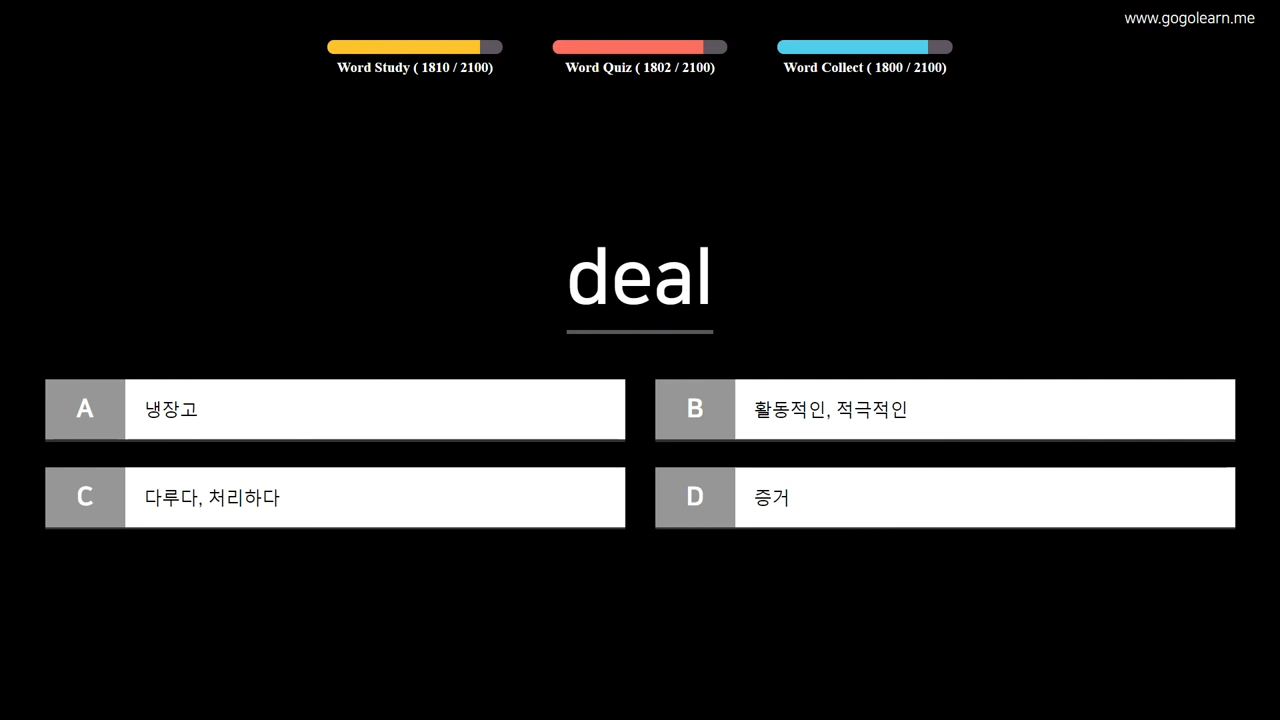 www.gogolearn.me
Word Study ( 1810 / 2100)
Word Quiz ( 1802 / 2100)
Word Collect ( 1800 / 2100)
deal
A 냉장고
B 활동적인, 적극적인
C 다루다, 처리하다
D 증거